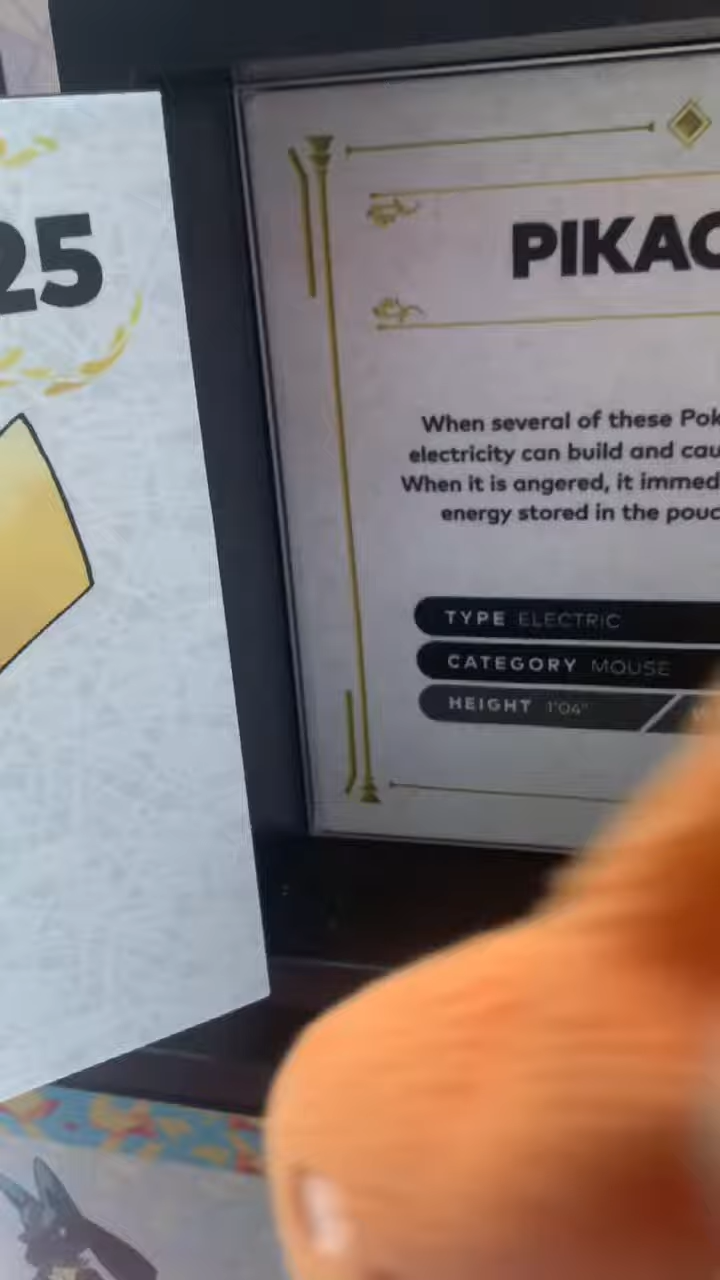 25
PIKAC
When several of these Pok
electricity can build and cau
When it is angered, it immed
energy stored in the pouc
TYPE ELECTRIC
CATEGORY MOUSE
HEIGHT 1'04" W